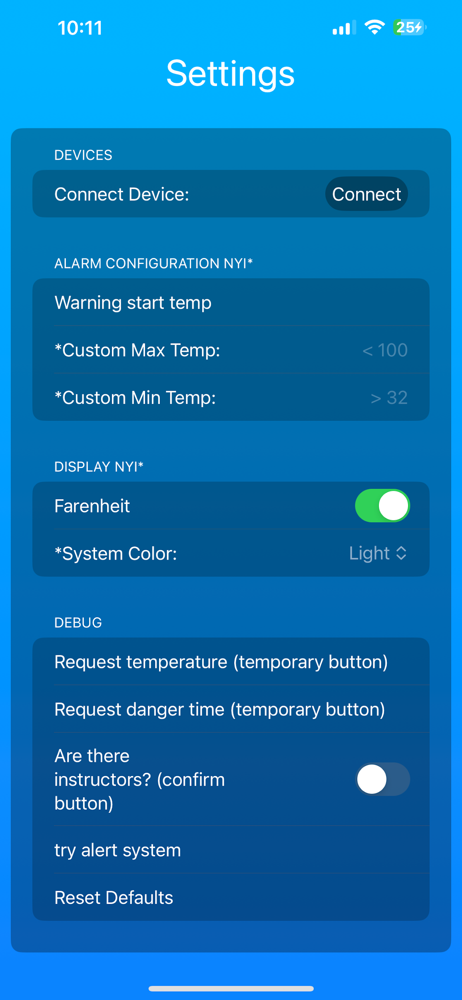 10:11
25
Settings
DEVICES
Connect Device:
Connect
ALARM CONFIGURATION NYI*
Warning start temp
*Custom Max Temp:
< 100
*Custom Min Temp:
> 32
DISPLAY NYI*
Farenheit
*System Color:
Light
DEBUG
Request temperature (temporary button)
Request danger time (temporary button)
Are there
instructors? (confirm
button)
try alert system
Reset Defaults